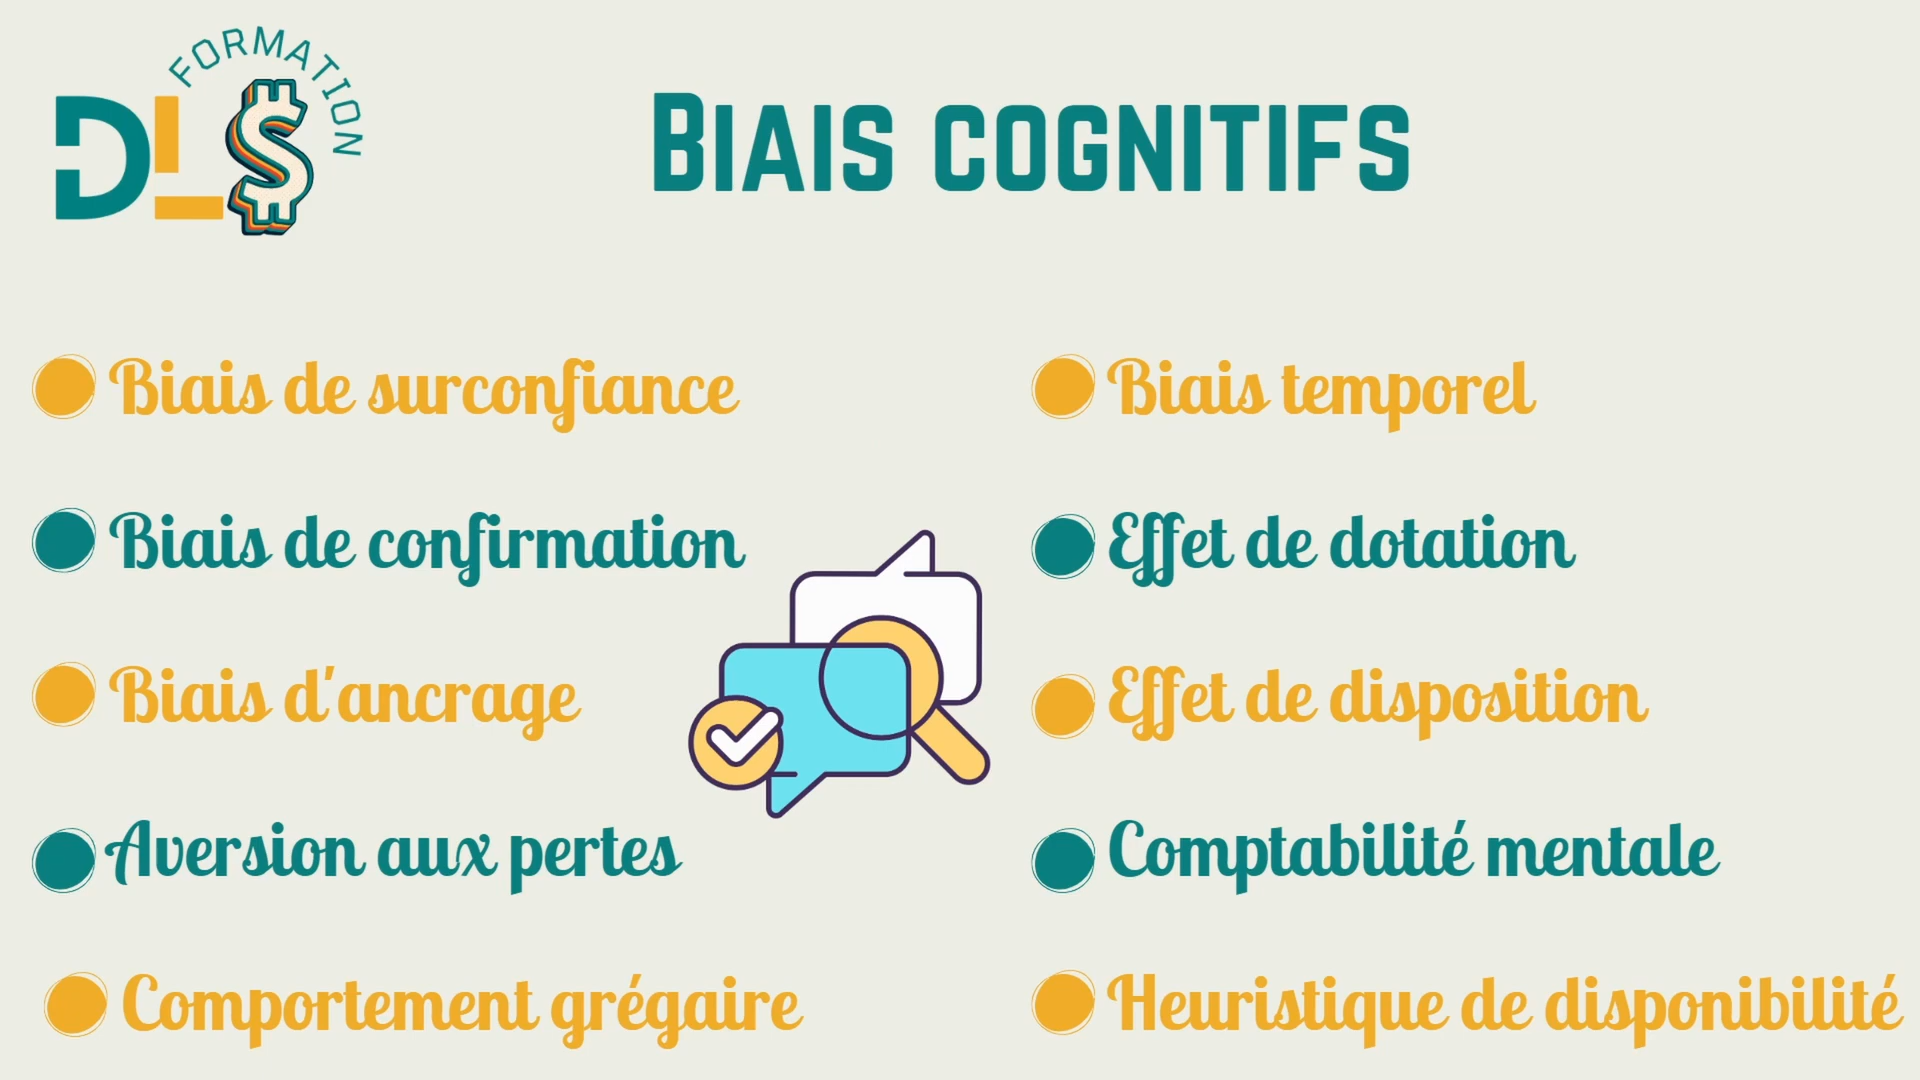 FORMATION
DL$
Biais cognitifs
Biais de surconfiance
Biais de confirmation
Biais d'ancrage
Aversion aux pertes
Comportement grégaire
Biais temporel
Effet de dotation
Effet de disposition
Comptabilité mentale
Heuristique de disponibilité